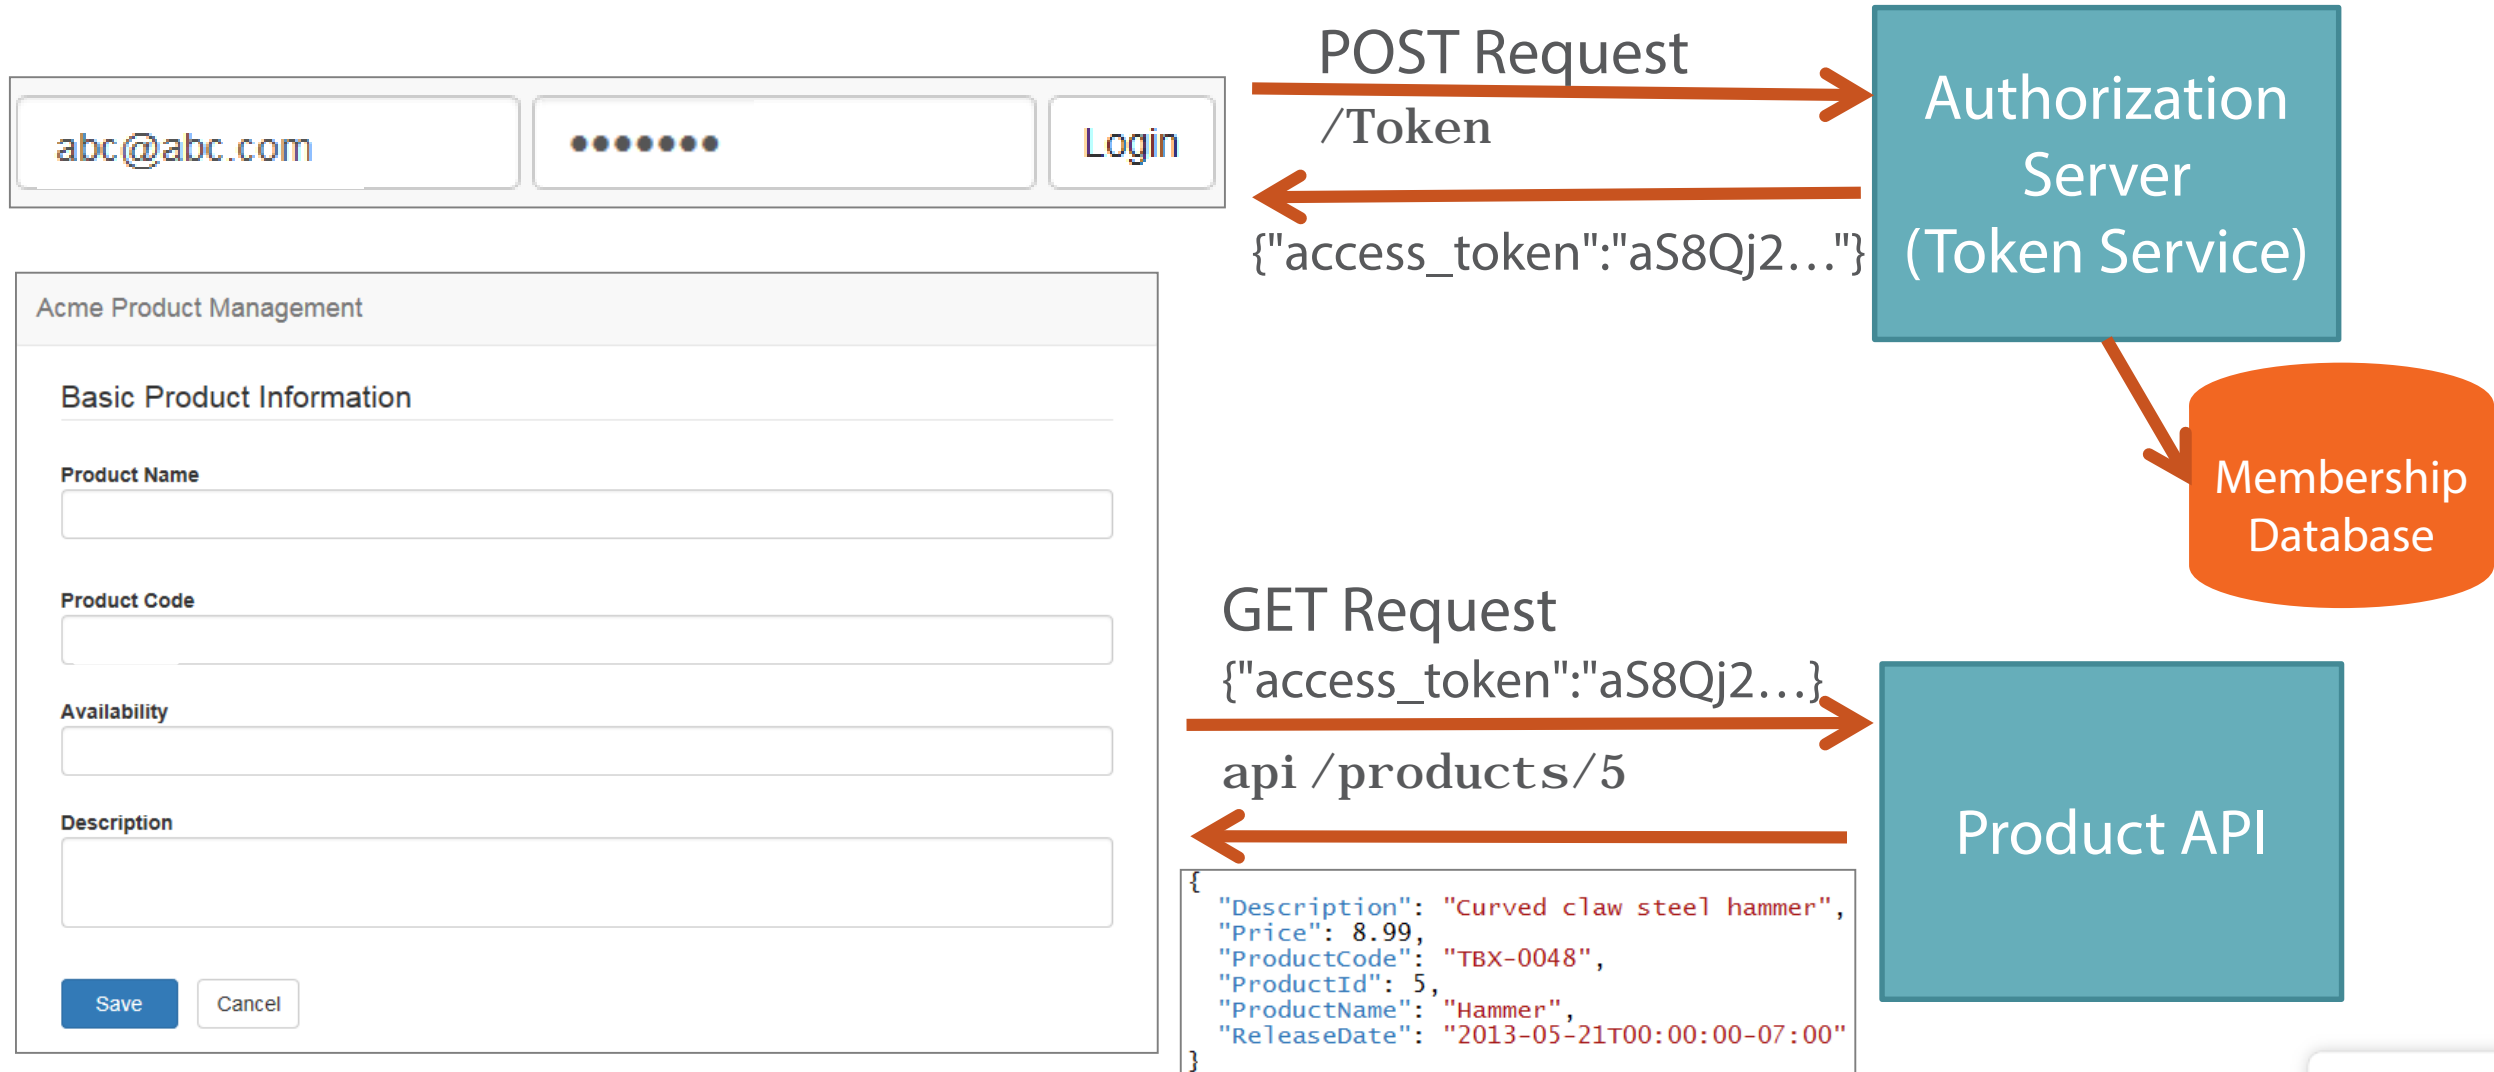 abc@abc.com
•••••••
Login
POST Request
/Token
{"access_token":"aS8Qj2..."}
Authorization
Server
(Token Service)
Membership
Database
Acme Product Management
Basic Product Information
Product Name
Product Code
Availability
Description
Save
Cancel
GET Request
{"access_token":"aS8Qj2...}
api/products/5
Product API
{
"Description": "Curved claw steel hammer",
"Price": 8.99,
"ProductCode": "TBX-0048",
"ProductId": 5,
"ProductName": "Hammer",
"ReleaseDate": "2013-05-21T00:00:00-07:00"
}